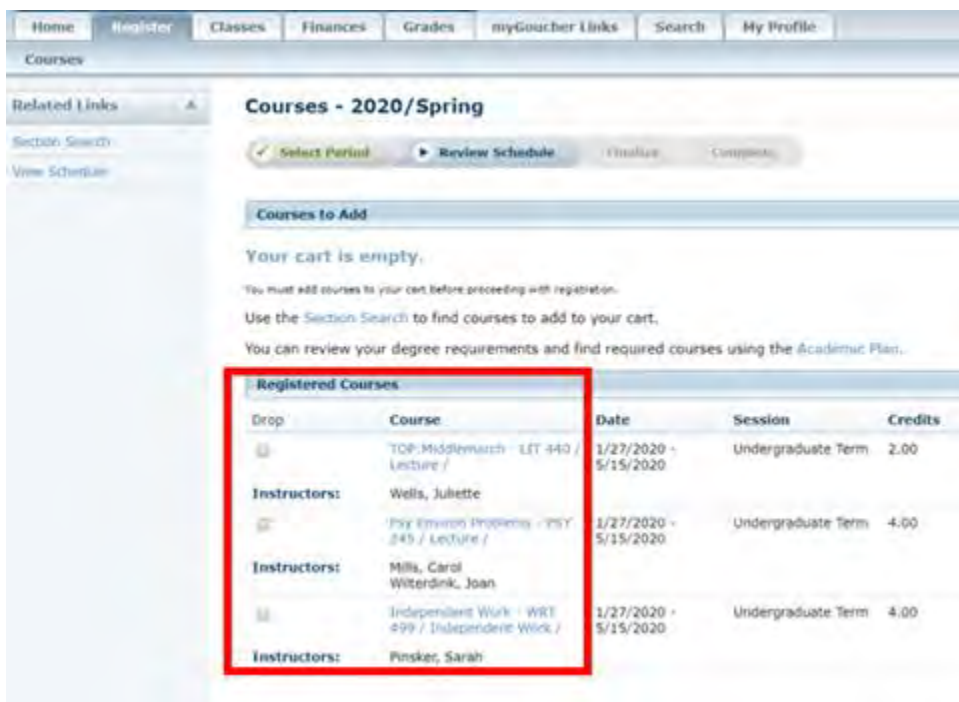 Home Register Classes Finances Grades myGoucher Links Search My Profile
Courses
Related Links
Section Search
View Schedule
Courses - 2020/Spring
Select Period Review Schedule Finalize Complete
Courses to Add
Your cart is empty.
You must add courses to your cart before proceeding with registration.
Use the Section Search to find courses to add to your cart.
You can review your degree requirements and find required courses using the Academic Plan.
Registered Courses
Drop Course Date Session Credits
TOP:Middlemarch - LIT 440 / 1/27/2020 - Undergraduate Term 2.00
Lecture / 5/15/2020
Instructors: Wells, Juliette
Psy Environ Problems - PSY 1/27/2020 - Undergraduate Term 4.00
245 / Lecture / 5/15/2020
Instructors: Mills, Carol
Wilterdink, Joan
Independent Work - WRT 1/27/2020 - Undergraduate Term 4.00
499 / Independent Work / 5/15/2020
Instructors: Pinsker, Sarah